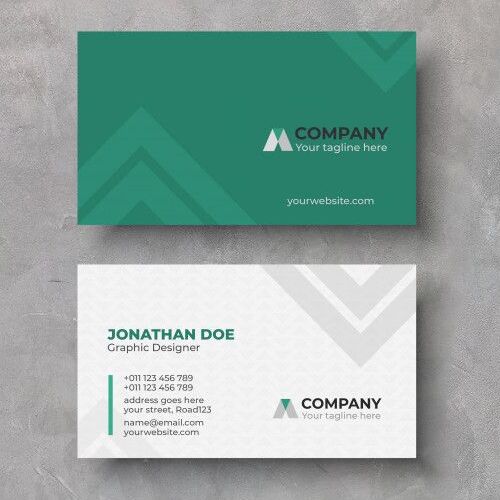 COMPANY
Your tagline here
yourwebsite.com
JONATHAN DOE
Graphic Designer
+011 123 456 789
+011 123 456 789
address goes here
your street, Road123
name@email.com
yourwebsite.com
COMPANY
Your tagline here